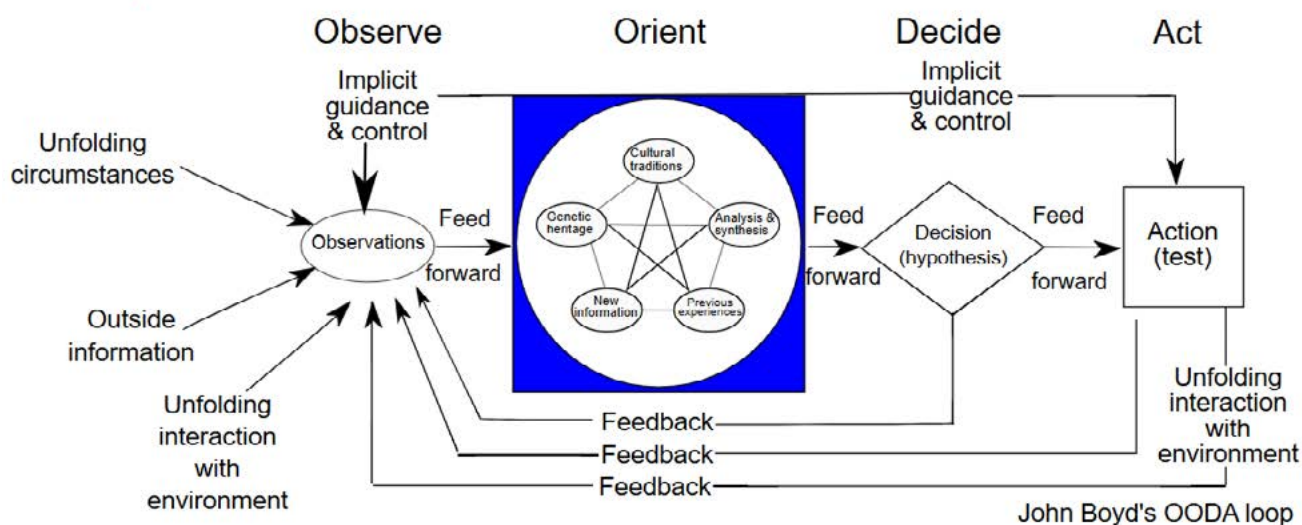 Observe
Orient
Decide
Act
Implicit
guidance
& control
Implicit
guidance
& control
Unfolding
circumstances
Observations
Outside
information
Unfolding
interaction
with
environment
Feed
forward
Cultural
traditions
Genetic
hentage
Analysis &
synthesis
New
information
Previous
experiences
Feed
forward
Decision
(hypothesis)
Feed
forward
Action
(test)
Unfolding
interaction
with
environment
Feedback
Feedback
Feedback
John Boyd's OODA loop